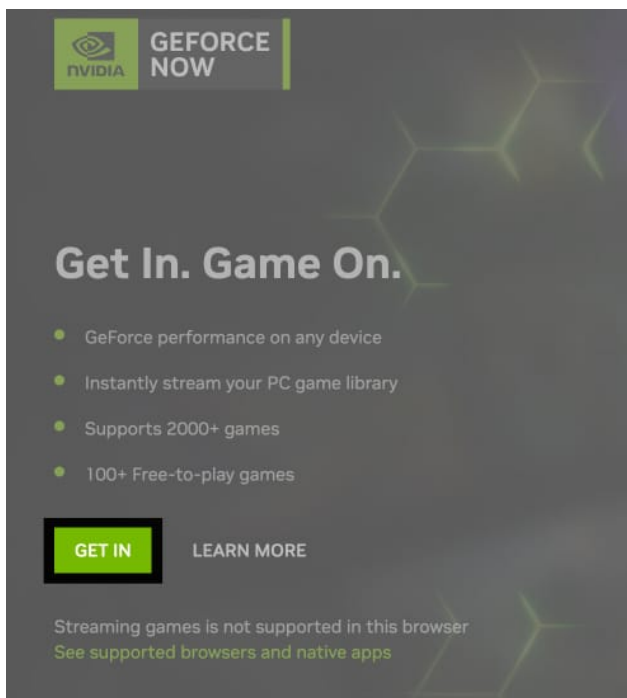 NVIDIA
GEFORCE
NOW
Get In. Game On.
GeForce performance on any device
Instantly stream your PC game library
Supports 2000+ games
100+ Free-to-play games
GET IN LEARN MORE
Streaming games is not supported in this browser
See supported browsers and native apps